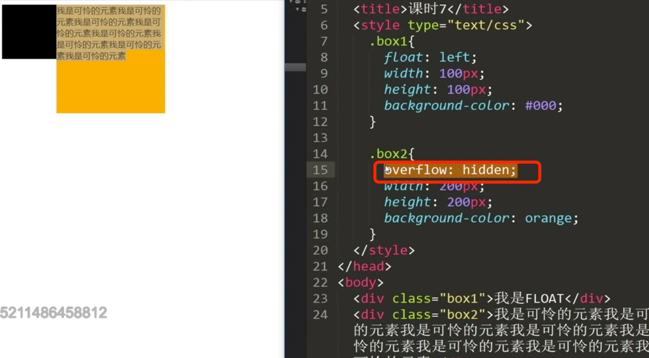 我是可怜的元素我是可怜的
元素我是可怜的元素我是可
怜的元素我是可怜的元素我
是可怜的元素我是可怜的元
素我是可怜的元素
5211486458812
5 <title>课时7</title>
6 <style type="text/css">
7 .box1{
8 float: left;
9 width: 100px;
10 height: 100px;
11 background-color: #000;
12 }
13
14 .box2{
15 overflow: hidden;
16 width: 200px;
17 height: 200px;
18 background-color: orange;
19 }
20 </style>
21 </head>
22 <body>
23 <div class="box1">我是FLOAT</div>
24 <div class="box2">我是可怜的元素我是可
的元素我是可怜的元素我是可怜的元素我是
怜的元素我是可怜的元素我是可怜的元素我